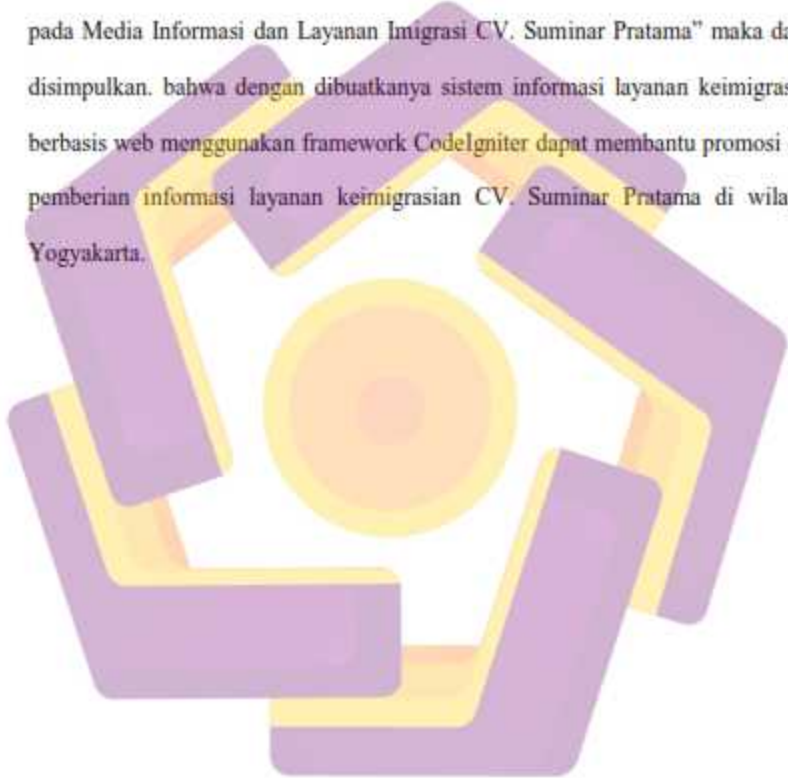 pada Media Informasi dan Layanan Imigrasi CV. Suminar Pratama” maka da
disimpulkan. bahwa dengan dibuatkanya sistem informasi layanan keimigras
berbasis web menggunakan framework CodeIgniter dapat membantu promosi
pemberian informasi layanan keimigrasian CV. Suminar Pratama di wila
Yogyakarta.